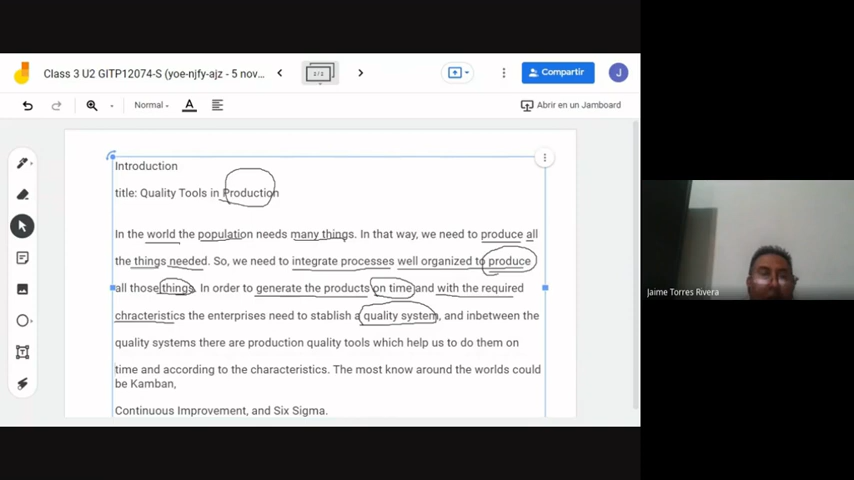 Class 3 U2 GITP12074-S (yoe-njfy-ajz - 5 nov...
2/2
Compartir
J
Normal
A
Abrir en un Jamboard
Introduction
title: Quality Tools in Production
In the world the population needs many things. In that way, we need to produce all
the things needed. So, we need to integrate processes well organized to produce
all those things. In order to generate the products on time and with the required
chracteristics the enterprises need to stablish a quality system, and inbetween the
quality systems there are production quality tools which help us to do them on
time and according to the characteristics. The most know around the worlds could
be Kamban,
Continuous Improvement, and Six Sigma.
Jaime Torres Rivera